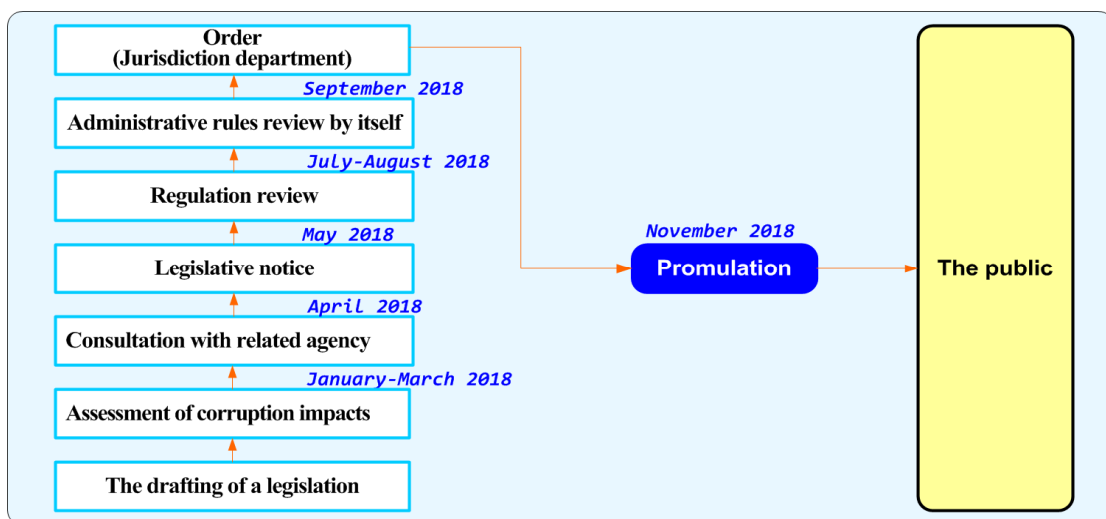 Order
(Jurisdiction department)
September 2018
Administrative rules review by itself
July-August 2018
Regulation review
May 2018
Legislative notice
April 2018
Consultation with related agency
January-March 2018
Assessment of corruption impacts
The drafting of a legislation
November 2018
Promulation
The public